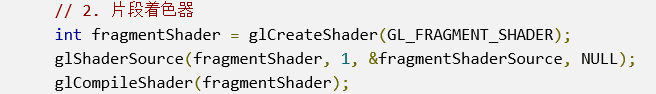 // 2. 片段着色器
int fragmentShader = glCreateShader(GL_FRAGMENT_SHADER);
glShaderSource(fragmentShader, 1, &fragmentShaderSource, NULL);
glCompileShader(fragmentShader);